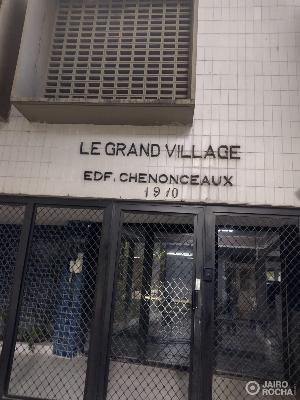 LE GRAND VILLAGE
EDF. CHENONCEAUX
1910
JAIRO
ROCHA